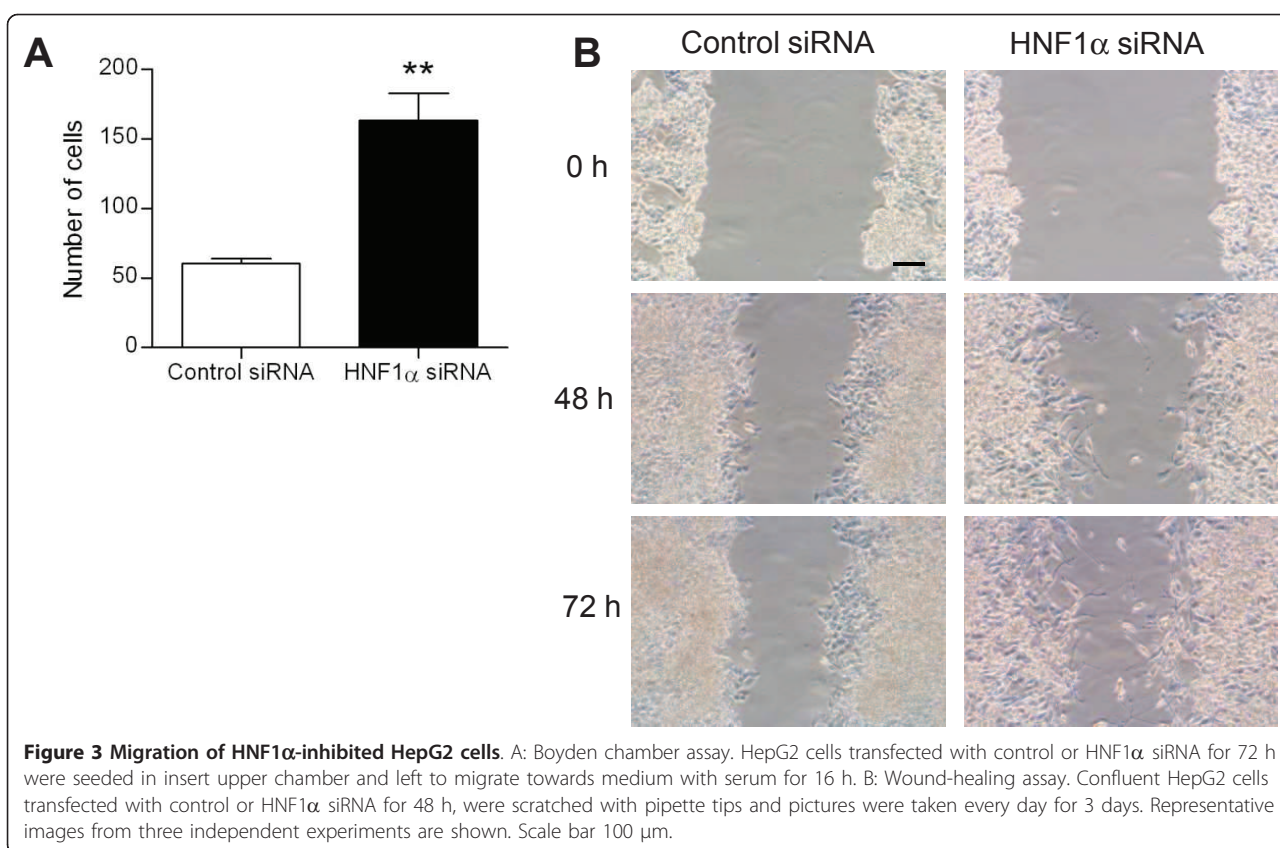 A
200
150
100
50
0
Number of cells
**
Control siRNA
HNF1α siRNA
B
Control siRNA
HNF1α siRNA
0 h
48 h
72 h
Figure 3 Migration of HNF1α-inhibited HepG2 cells. A: Boyden chamber assay. HepG2 cells transfected with control or HNF1α siRNA for 72 h
were seeded in insert upper chamber and left to migrate towards medium with serum for 16 h. B: Wound-healing assay. Confluent HepG2 cells
transfected with control or HNF1α siRNA for 48 h, were scratched with pipette tips and pictures were taken every day for 3 days. Representative
images from three independent experiments are shown. Scale bar 100 μm.